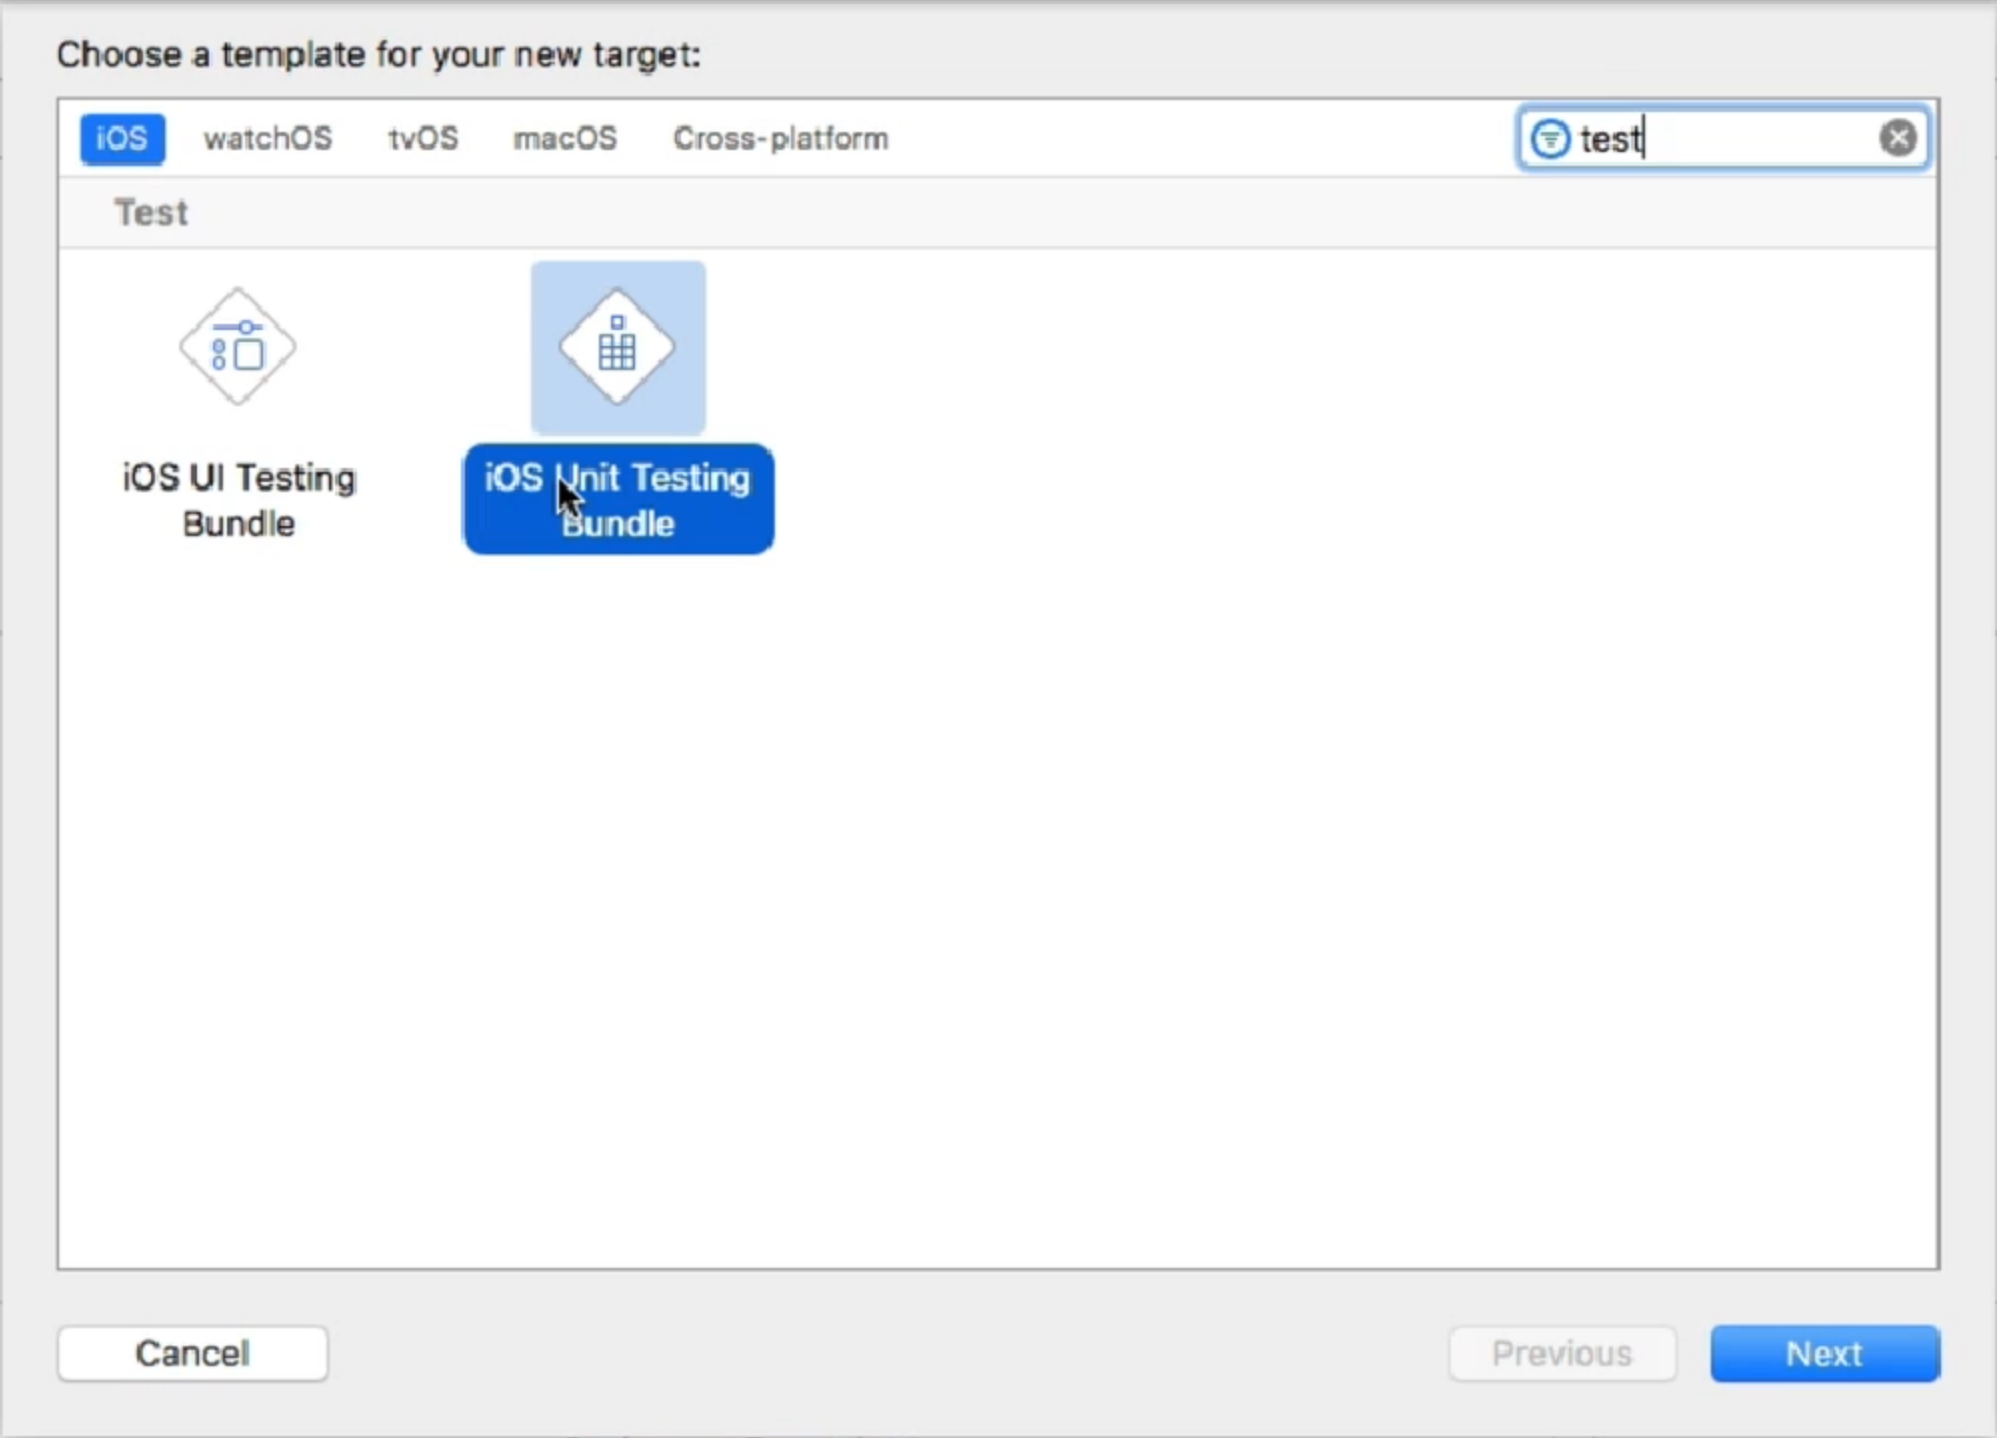 Choose a template for your new target:
iOS watchOS tvOS macOS Cross-platform test
Test
iOS UI Testing
Bundle
iOS Unit Testing
Bundle
Cancel Previous Next